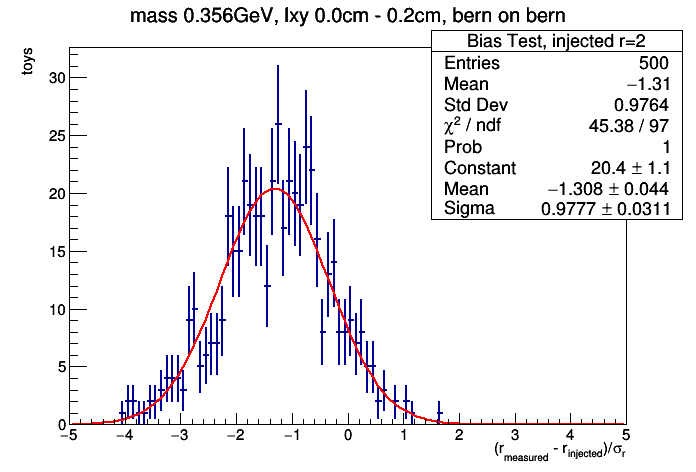 mass 0.356GeV, lxy 0.0cm - 0.2cm, bern on bern
Bias Test, injected r=2
Entries 500
Mean −1.31
Std Dev 0.9764
χ² / ndf 45.38 / 97
Prob 1
Constant 20.4 ± 1.1
Mean −1.308 ± 0.044
Sigma 0.9777 ± 0.0311
toys
30
25
20
15
10
5
0
−5 −4 −3 −2 −1 0 1 2 3 4 5
(r_measured - r_injected)/σ_r